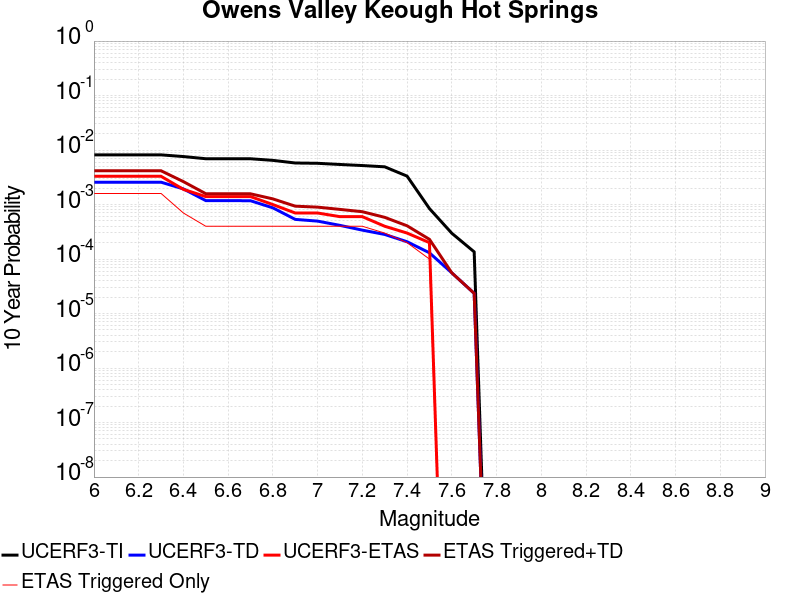 Owens Valley Keough Hot Springs
10^0
10^-1
10^-2
10^-3
10^-4
10^-5
10^-6
10^-7
10^-8
10 Year Probability
6 6.2 6.4 6.6 6.8 7 7.2 7.4 7.6 7.8 8 8.2 8.4 8.6 8.8 9
Magnitude
UCERF3-TI UCERF3-TD UCERF3-ETAS ETAS Triggered+TD
ETAS Triggered Only